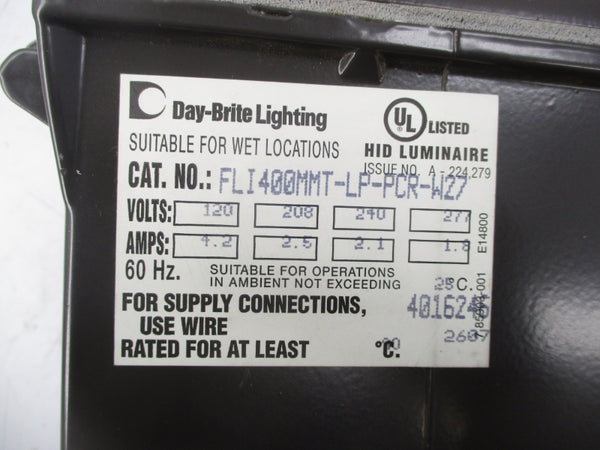 Day-Brite Lighting
UL LISTED
SUITABLE FOR WET LOCATIONS
HID LUMINAIRE
ISSUE NO. A - 224,279
CAT. NO.: FLI400MMT-LP-PCR-W27
VOLTS: 120 208 240 277
AMPS: 4.2 2.5 2.1 1.8
60 Hz.
SUITABLE FOR OPERATIONS
IN AMBIENT NOT EXCEEDING 25°C.
FOR SUPPLY CONNECTIONS,
USE WIRE
RATED FOR AT LEAST °C.
2607
E14800